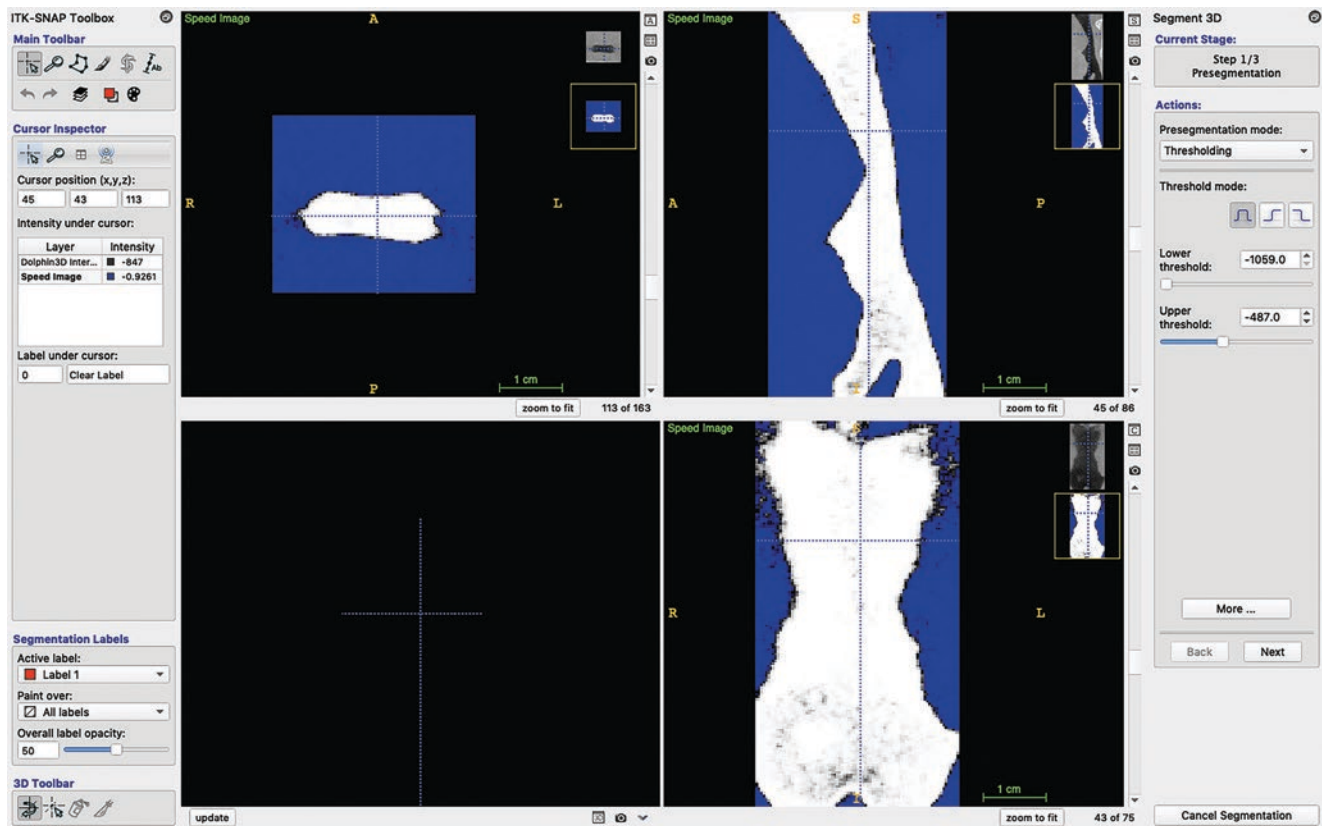 ITK-SNAP Toolbox
Main Toolbar
Ab
Cursor Inspector
Cursor position (x,y,z):
45 43 113
Intensity under cursor:
Layer Intensity
Dolphin3D Inter... -847
Speed Image -0.9261
Label under cursor:
0 Clear Label
Segmentation Labels
Active label:
Label 1
Paint over:
All labels
Overall label opacity:
50
3D Toolbar
Speed Image
A
R
L
P
1 cm
A
zoom to fit 113 of 163
Speed Image
S
A
P
I
1 cm
S
zoom to fit 45 of 86
update
3D
Speed Image
S
R
L
I
1 cm
C
zoom to fit 43 of 75
Segment 3D
Current Stage:
Step 1/3
Presegmentation
Actions:
Presegmentation mode:
Thresholding
Threshold mode:
Lower
threshold: -1059.0
Upper
threshold: -487.0
More ...
Back Next
Cancel Segmentation